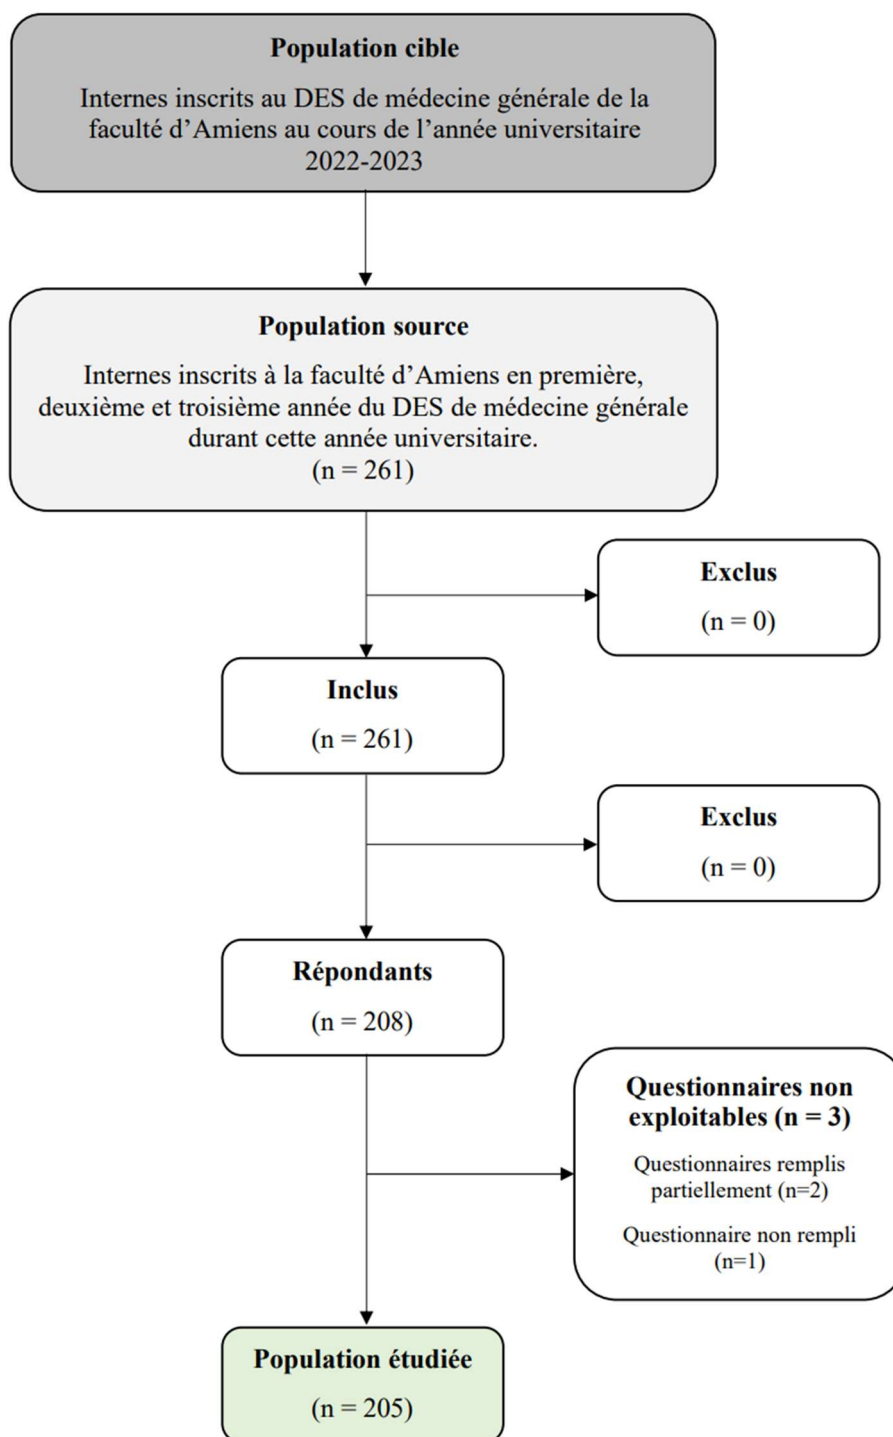 Population cible
Internes inscrits au DES de médecine générale de la
faculté d’Amiens au cours de l’année universitaire
2022-2023
Population source
Internes inscrits à la faculté d’Amiens en première,
deuxième et troisième année du DES de médecine générale
durant cette année universitaire.
(n = 261)
Exclus
(n = 0)
Inclus
(n = 261)
Exclus
(n = 0)
Répondants
(n = 208)
Questionnaires non
exploitables (n = 3)
Questionnaires remplis
partiellement (n=2)
Questionnaire non rempli
(n=1)
Population étudiée
(n = 205)